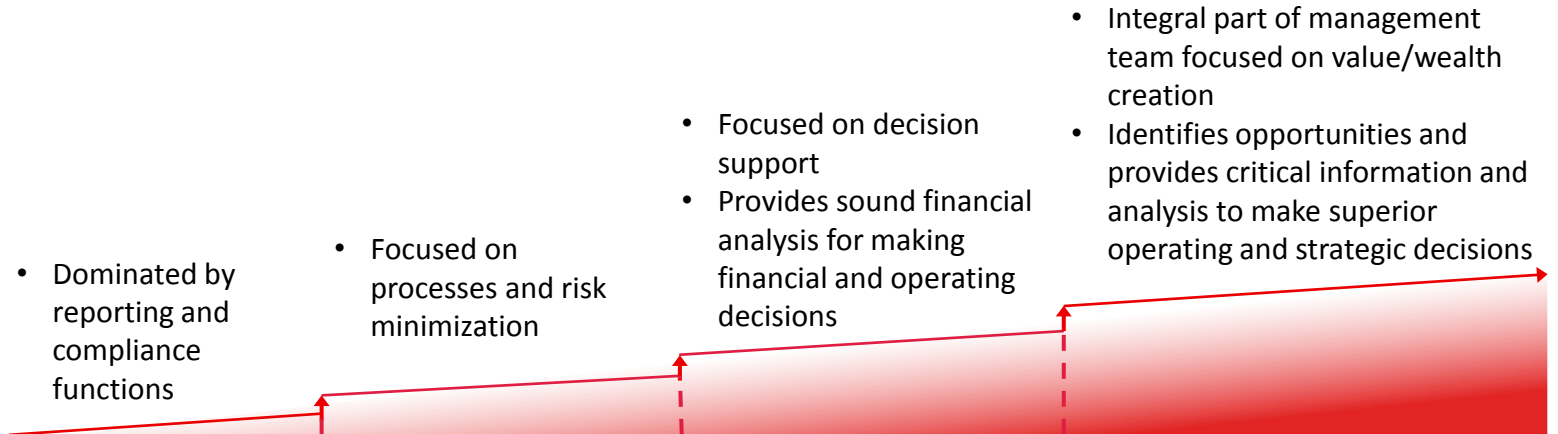 • Dominated by
reporting and
compliance
functions
• Focused on
processes and risk
minimization
• Focused on decision
support
• Provides sound financial
analysis for making
financial and operating
decisions
• Integral part of management
team focused on value/wealth
creation
• Identifies opportunities and
provides critical information and
analysis to make superior
operating and strategic decisions